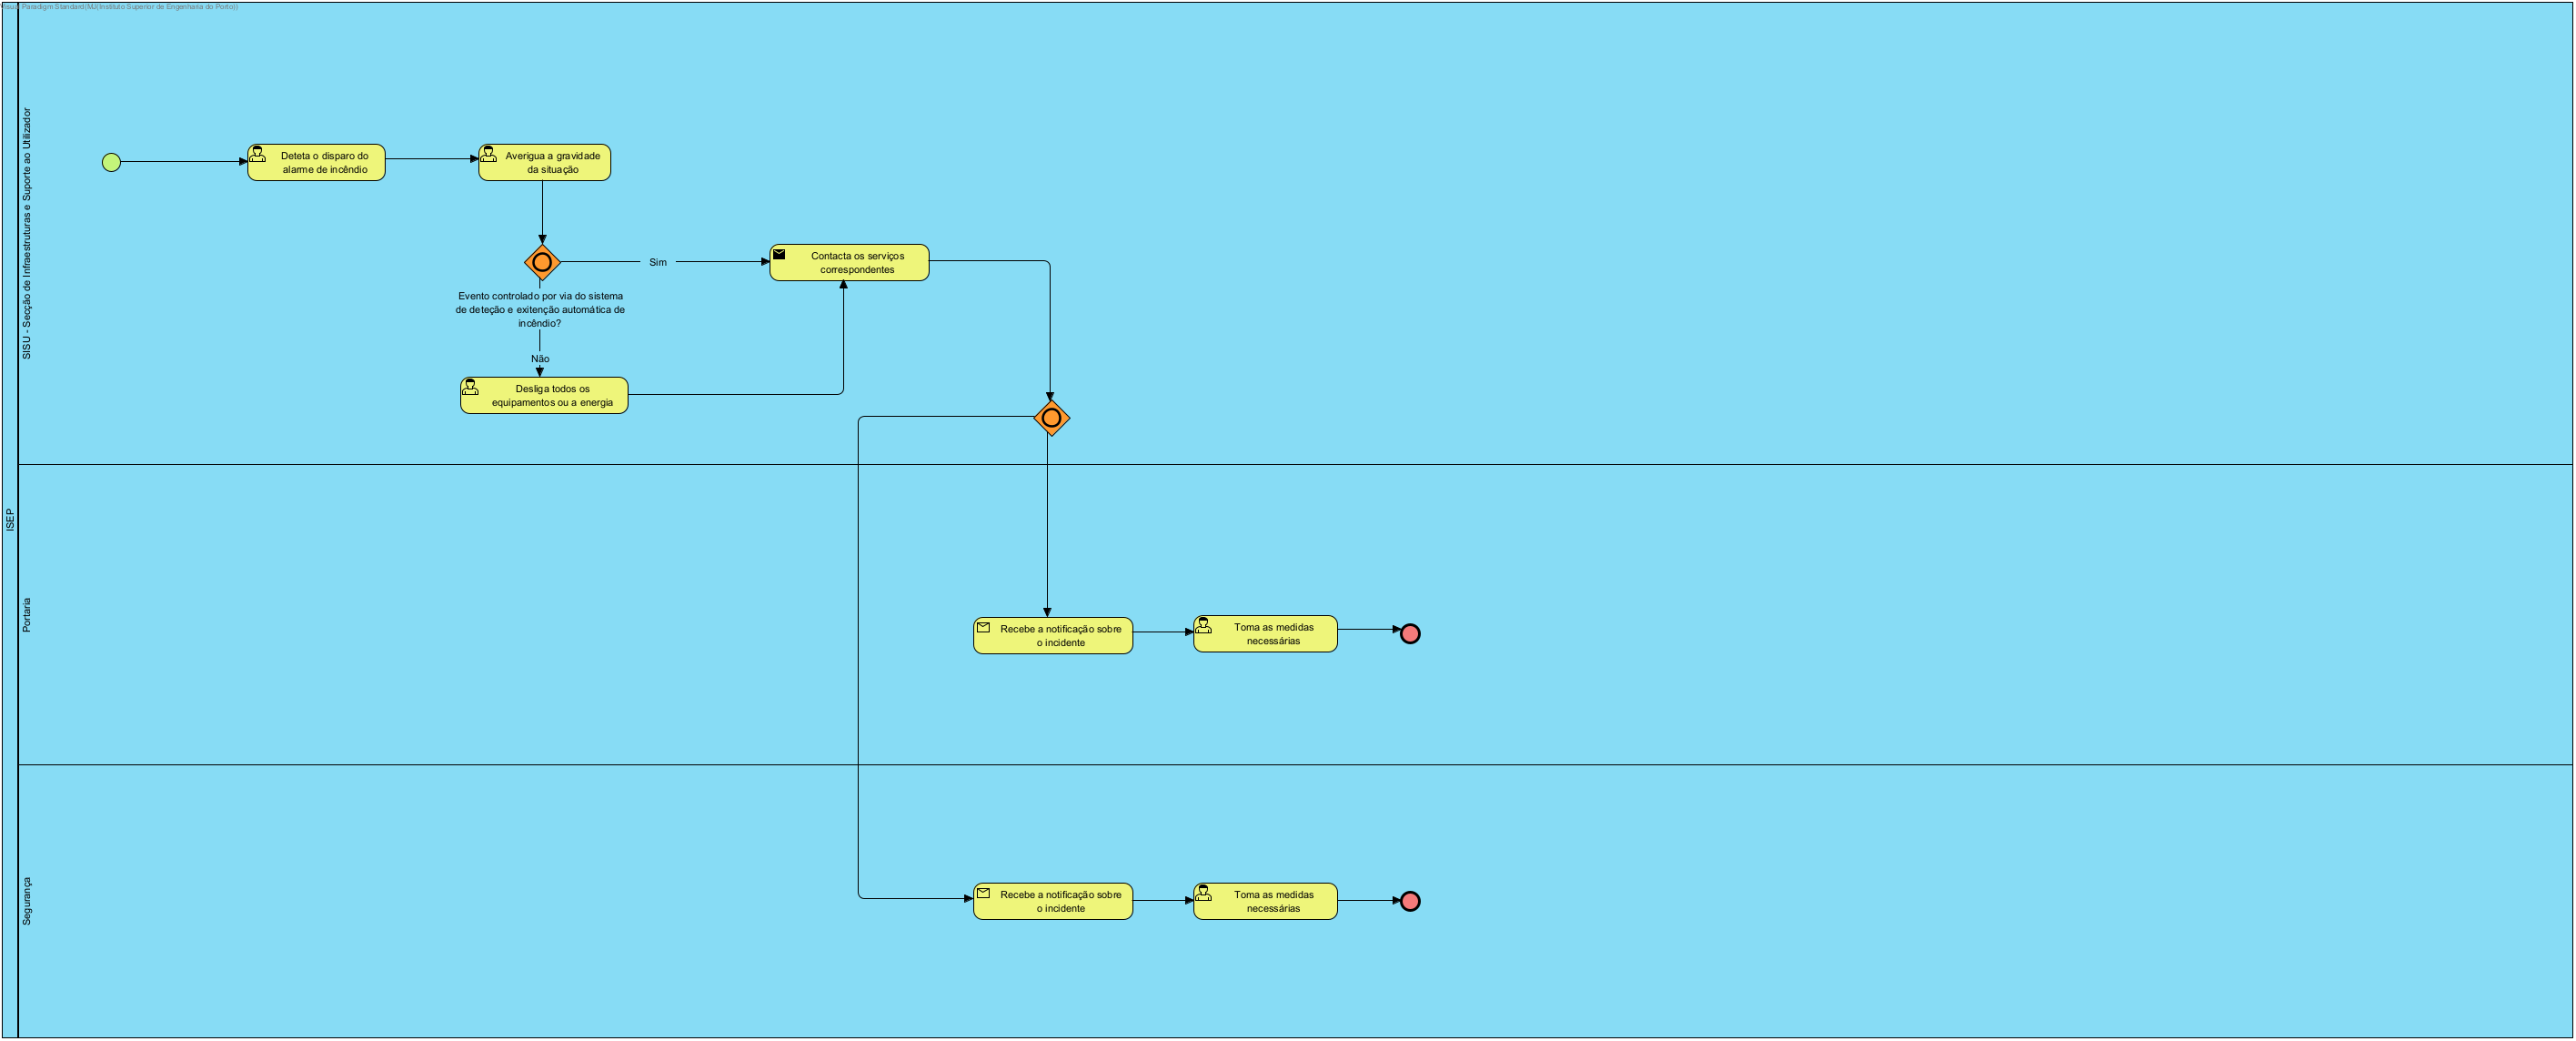 Visual Paradigm Standard(MJ(Instituto Superior de Engenharia do Porto))
ISEP
SISU - Secção de Infraestruturas e Suporte ao Utilizador
Deteta o disparo do
alarme de incêndio
Averigua a gravidade
da situação
Sim
Contacta os serviços
correspondentes
Evento controlado por via do sistema
de deteção e exitenção automática de
incêndio?
Não
Desliga todos os
equipamentos ou a energia
Portaria
Recebe a notificação sobre
o incidente
Toma as medidas
necessárias
Segurança
Recebe a notificação sobre
o incidente
Toma as medidas
necessárias